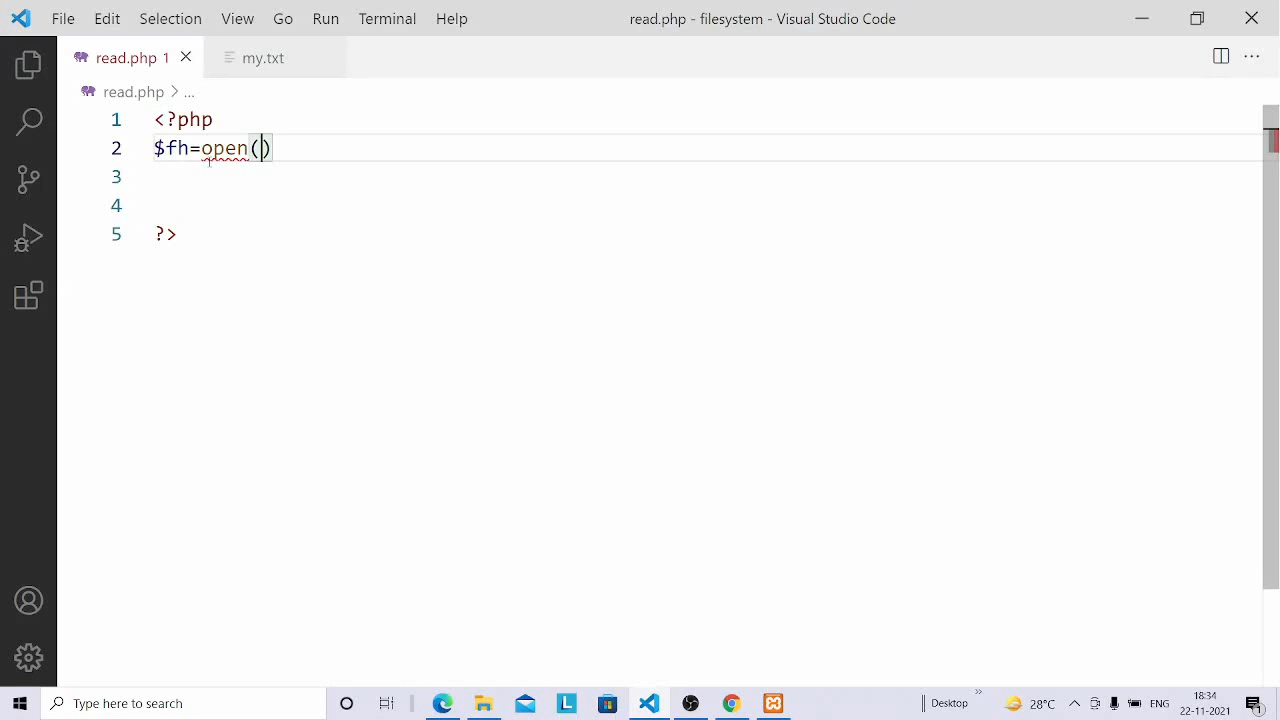 File Edit Selection View Go Run Terminal Help read.php - filesystem - Visual Studio Code
read.php 1 my.txt
read.php > ...
1 <?php
2 $fh=open()
3
4
5 ?>
Type here to search Desktop 28°C ENG 18:34
22-11-2021